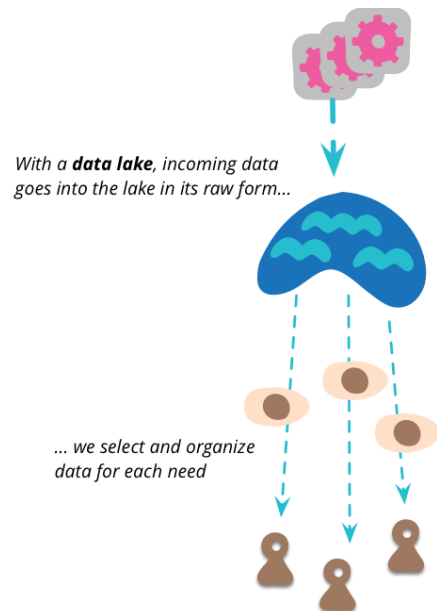 With a data lake, incoming data
goes into the lake in its raw form...
... we select and organize
data for each need